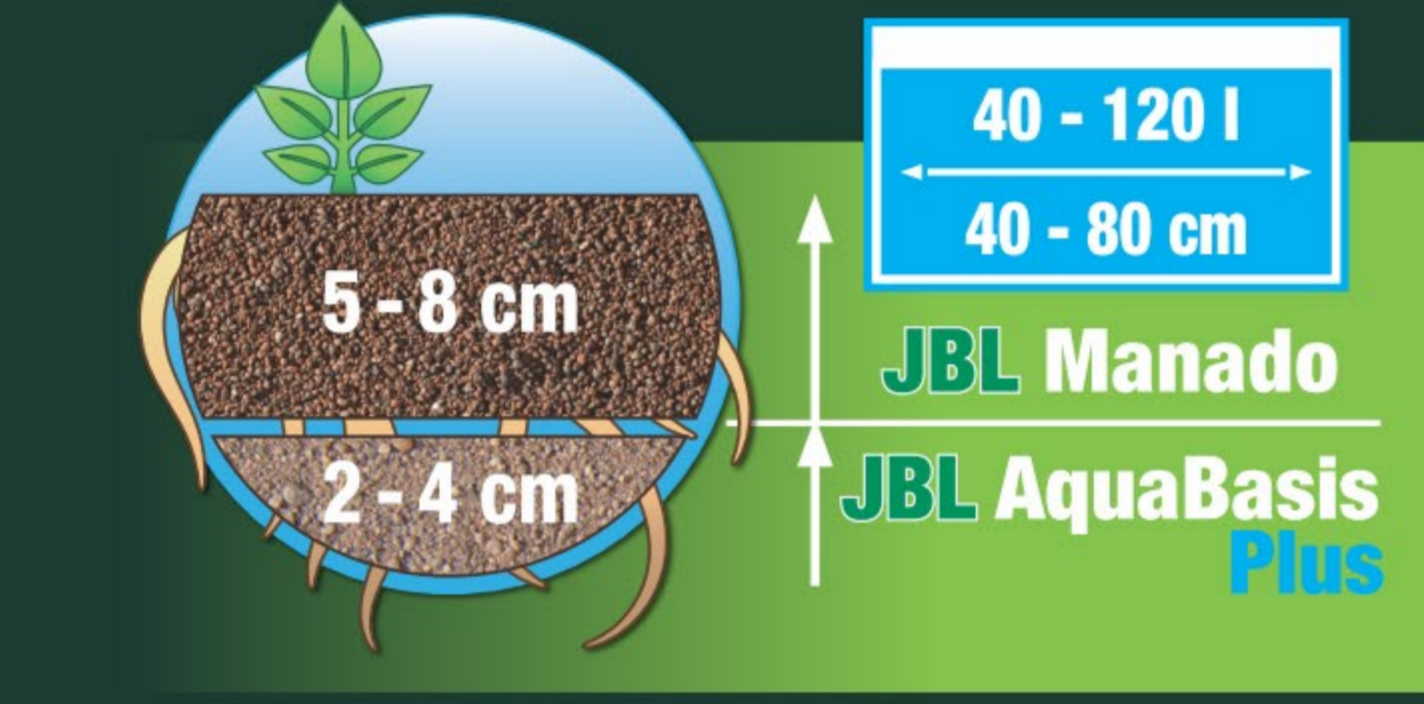 40 - 120 l
40 - 80 cm
5 - 8 cm
JBL Manado
2 - 4 cm
JBL AquaBasis
Plus